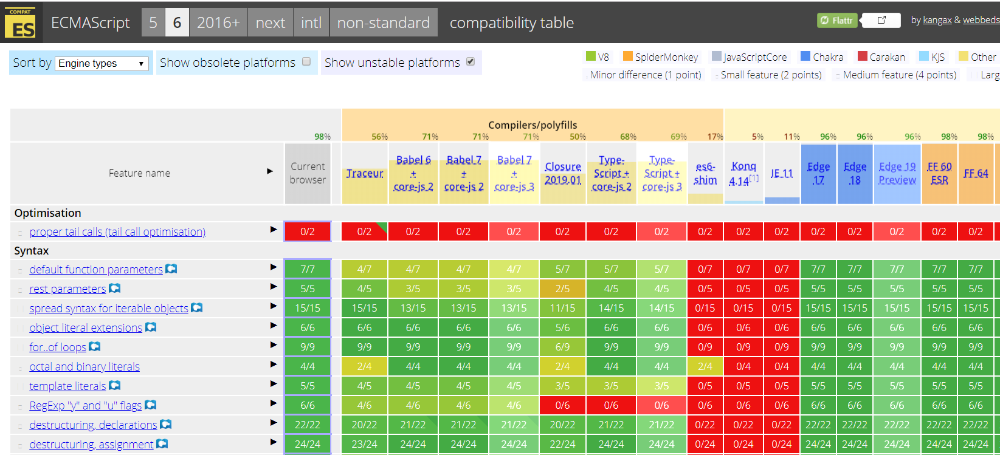 COMPAT
ES
ECMAScript 5 6 2016+ next intl non-standard compatibility table
Flattr
by kangax & webbeds
Sort by Engine types Show obsolete platforms Show unstable platforms
V8 SpiderMonkey JavaScriptCore Chakra Carakan KJS Other
Minor difference (1 point) Small feature (2 points) Medium feature (4 points) Larg
Compilers/polyfills
98% 56% 71% 71% 71% 50% 68% 69% 17% 5% 11% 96% 96% 96% 98% 98%
Feature name
Current browser
Traceur
Babel 6 + core-js 2
Babel 7 + core-js 2
Babel 7 + core-js 3
Closure 2019.01
Type-Script + core-js 2
Type-Script + core-js 3
es6-shim
Konq 4.14[1]
IE 11
Edge 17
Edge 18
Edge 19 Preview
FF 60 ESR
FF 64
Optimisation
proper tail calls (tail call optimisation) 0/2 0/2 0/2 0/2 0/2 0/2 0/2 0/2 0/2 0/2 0/2 0/2 0/2 0/2 0/2 0/2
Syntax
default function parameters 7/7 4/7 4/7 4/7 4/7 5/7 5/7 5/7 0/7 0/7 0/7 7/7 7/7 7/7 7/7 7/7
rest parameters 5/5 4/5 3/5 3/5 3/5 2/5 4/5 4/5 0/5 0/5 0/5 5/5 5/5 5/5 5/5 5/5
spread syntax for iterable objects 15/15 15/15 13/15 13/15 13/15 11/15 14/15 14/15 0/15 0/15 0/15 15/15 15/15 15/15 15/15 15/15
object literal extensions 6/6 6/6 6/6 6/6 6/6 5/6 6/6 6/6 0/6 0/6 0/6 6/6 6/6 6/6 6/6 6/6
for..of loops 9/9 9/9 9/9 9/9 9/9 6/9 9/9 9/9 0/9 0/9 0/9 9/9 9/9 9/9 9/9 9/9
octal and binary literals 4/4 2/4 4/4 4/4 4/4 2/4 4/4 4/4 2/4 0/4 0/4 4/4 4/4 4/4 4/4 4/4
template literals 5/5 4/5 4/5 4/5 4/5 3/5 3/5 3/5 0/5 0/5 0/5 5/5 5/5 5/5 5/5 5/5
RegExp "y" and "u" flags 6/6 4/6 4/6 4/6 4/6 0/6 0/6 0/6 0/6 0/6 0/6 6/6 6/6 6/6 6/6 6/6
destructuring, declarations 22/22 20/22 21/22 21/22 21/22 20/22 21/22 21/22 0/22 0/22 0/22 22/22 22/22 22/22 22/22 22/22
destructuring, assignment 24/24 23/24 24/24 24/24 24/24 22/24 24/24 24/24 0/24 0/24 0/24 24/24 24/24 24/24 24/24 24/24